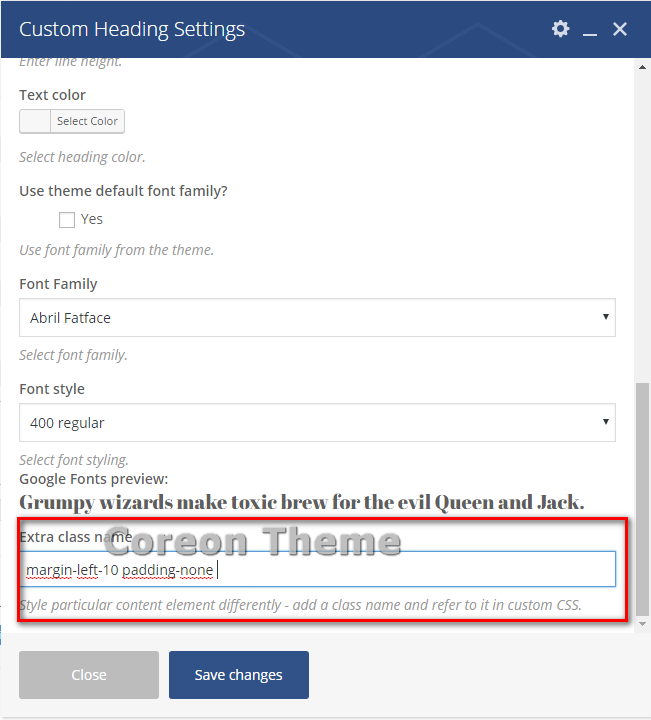 Custom Heading Settings
Enter line height.
Text color
Select Color
Select heading color.
Use theme default font family?
Yes
Use font family from the theme.
Font Family
Abril Fatface
Select font family.
Font style
400 regular
Select font styling.
Google Fonts preview:
Grumpy wizards make toxic brew for the evil Queen and Jack.
Extra class name
Coreon Theme
margin-left-10 padding-none
Style particular content element differently - add a class name and refer to it in custom CSS.
Close
Save changes